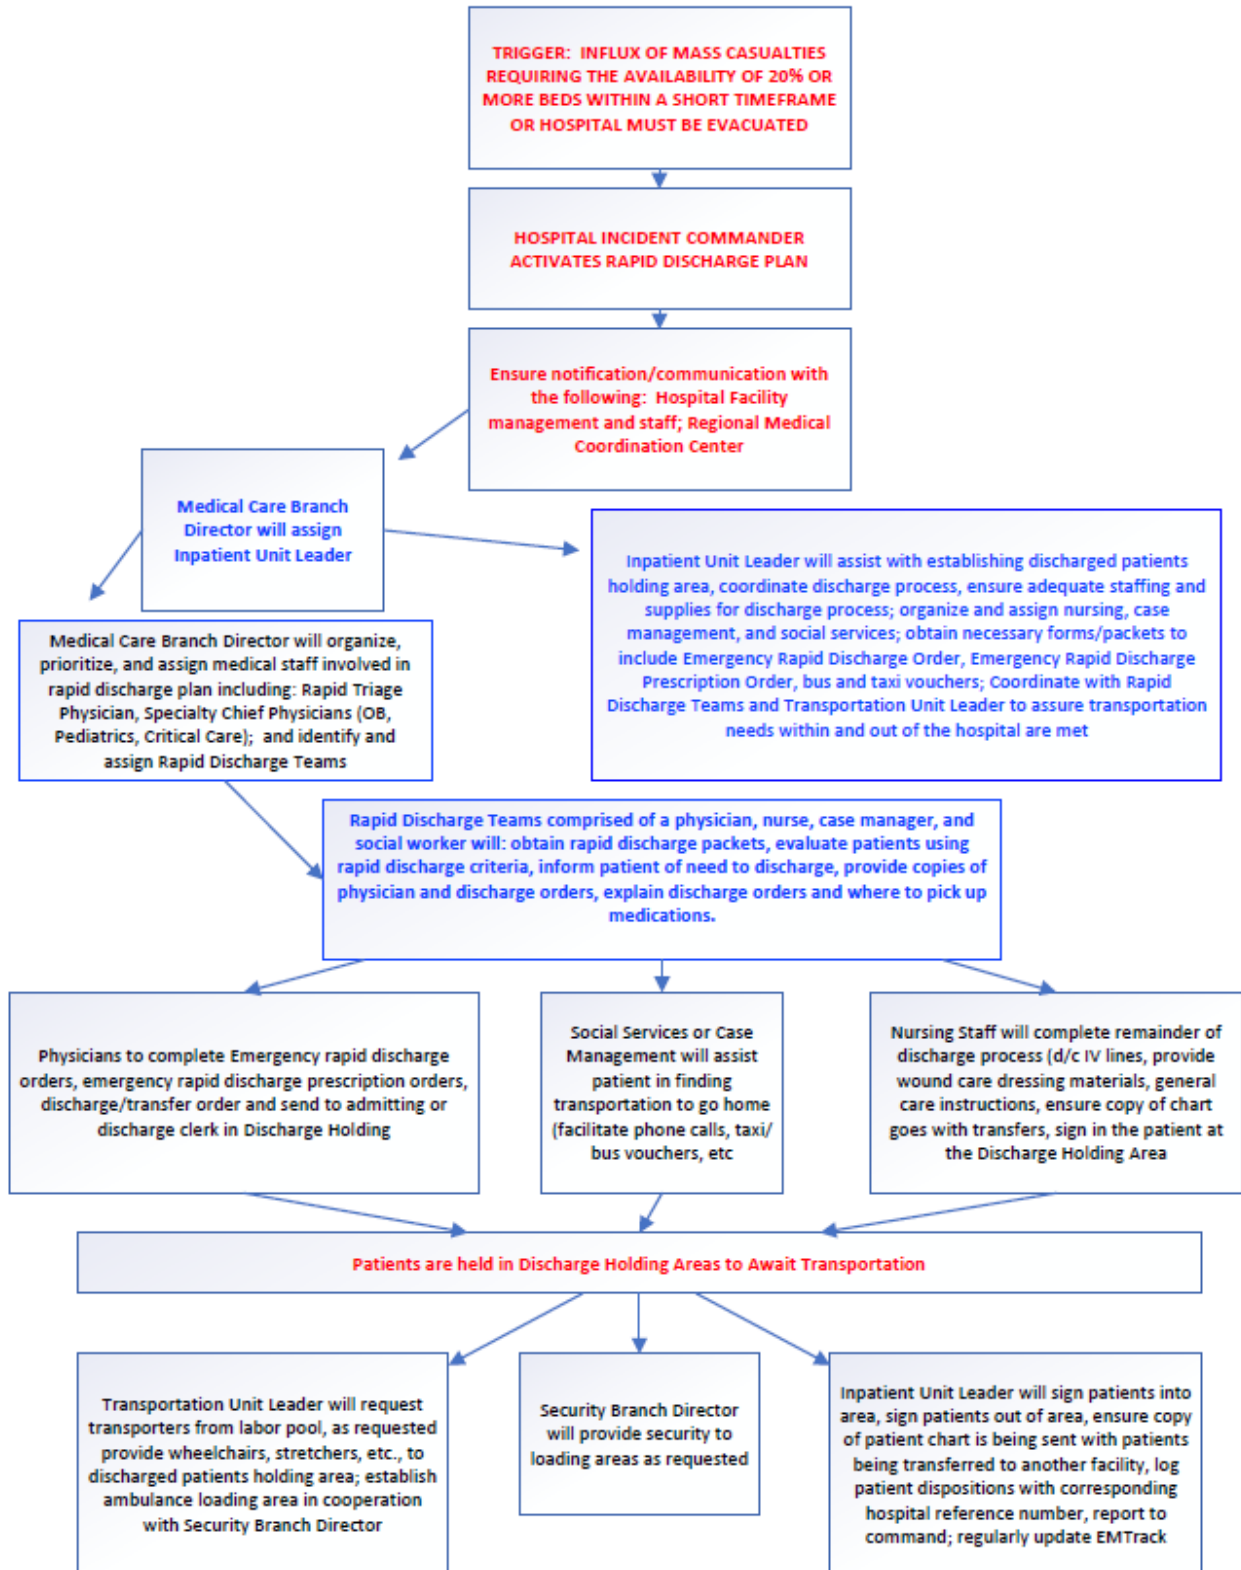 TRIGGER:  INFLUX OF MASS CASUALTIES
REQUIRING THE AVAILABILITY OF 20% OR
MORE BEDS WITHIN A SHORT TIMEFRAME
OR HOSPITAL MUST BE EVACUATED
HOSPITAL INCIDENT COMMANDER
ACTIVATES RAPID DISCHARGE PLAN
Ensure notification/communication with
the following:  Hospital Facility
management and staff; Regional Medical
Coordination Center
Medical Care Branch
Director will assign
Inpatient Unit Leader
Inpatient Unit Leader will assist with establishing discharged patients
holding area, coordinate discharge process, ensure adequate staffing and
supplies for discharge process; organize and assign nursing, case
management, and social services; obtain necessary forms/packets to
include Emergency Rapid Discharge Order, Emergency Rapid Discharge
Prescription Order, bus and taxi vouchers; Coordinate with Rapid
Discharge Teams and Transportation Unit Leader to assure transportation
needs within and out of the hospital are met
Medical Care Branch Director will organize,
prioritize, and assign medical staff involved in
rapid discharge plan including: Rapid Triage
Physician, Specialty Chief Physicians (OB,
Pediatrics, Critical Care);  and identify and
assign Rapid Discharge Teams
Rapid Discharge Teams comprised of a physician, nurse, case manager, and
social worker will: obtain rapid discharge packets, evaluate patients using
rapid discharge criteria, inform patient of need to discharge, provide copies of
physician and discharge orders, explain discharge orders and where to pick up
medications.
Physicians to complete Emergency rapid discharge
orders, emergency rapid discharge prescription orders,
discharge/transfer order and send to admitting or
discharge clerk in Discharge Holding
Social Services or Case
Management will assist
patient in finding
transportation to go home
(facilitate phone calls, taxi/
bus vouchers, etc
Nursing Staff will complete remainder of
discharge process (d/c IV lines, provide
wound care dressing materials, general
care instructions, ensure copy of chart
goes with transfers, sign in the patient at
the Discharge Holding Area
Patients are held in Discharge Holding Areas to Await Transportation
Transportation Unit Leader will request
transporters from labor pool, as requested
provide wheelchairs, stretchers, etc., to
discharged patients holding area; establish
ambulance loading area in cooperation
with Security Branch Director
Security Branch Director
will provide security to
loading areas as requested
Inpatient Unit Leader will sign patients into
area, sign patients out of area, ensure copy
of patient chart is being sent with patients
being transferred to another facility, log
patient dispositions with corresponding
hospital reference number, report to
command; regularly update EMTrack